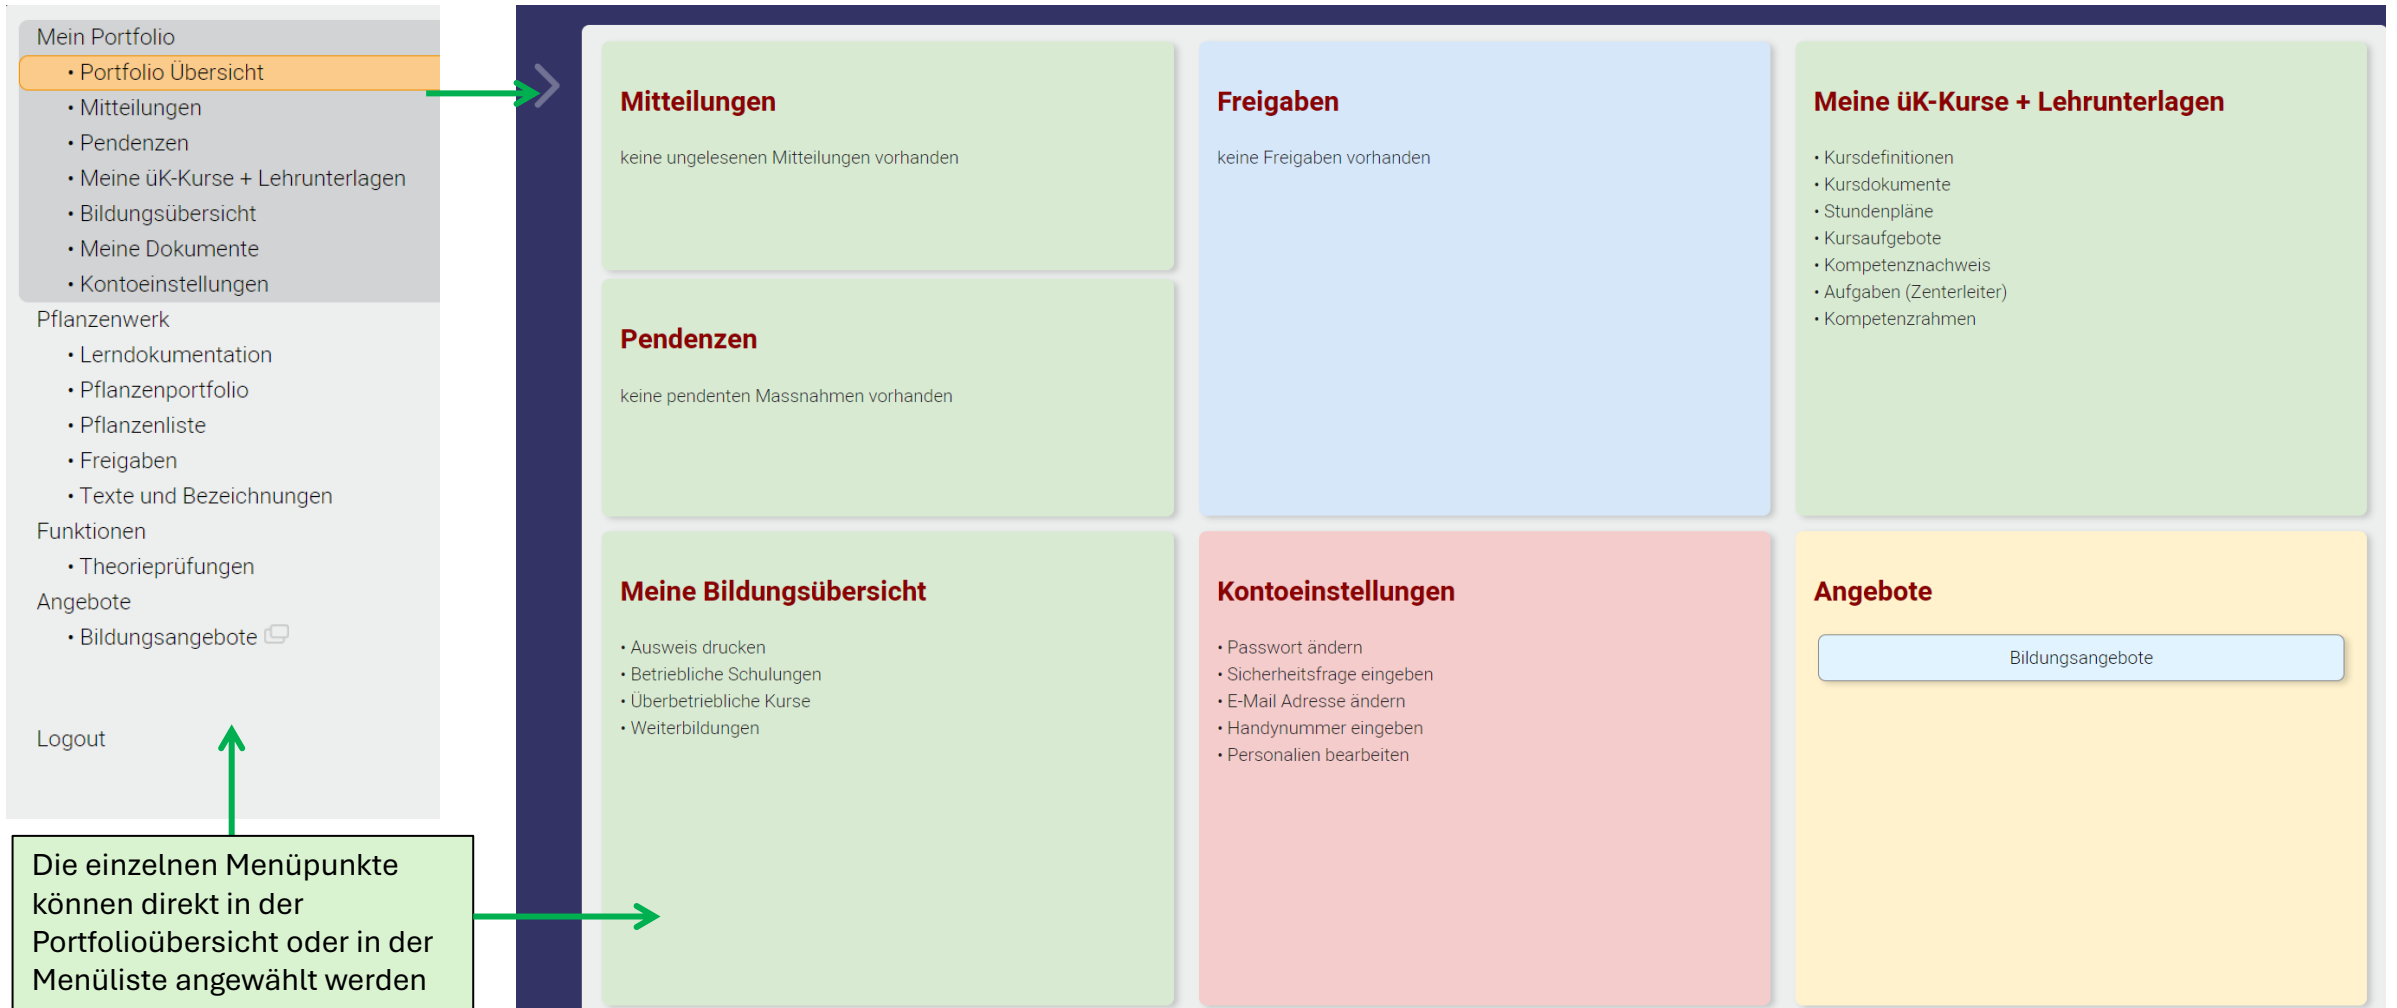 Mein Portfolio
• Portfolio Übersicht
• Mitteilungen
• Pendenzen
• Meine üK-Kurse + Lehrunterlagen
• Bildungsübersicht
• Meine Dokumente
• Kontoeinstellungen
Pflanzenwerk
• Lerndokumentation
• Pflanzenportfolio
• Pflanzenliste
• Freigaben
• Texte und Bezeichnungen
Funktionen
• Theorieprüfungen
Angebote
• Bildungsangebote
Logout
Die einzelnen Menüpunkte
können direkt in der
Portfolioübersicht oder in der
Menüliste angewählt werden
Mitteilungen
keine ungelesenen Mitteilungen vorhanden
Pendenzen
keine pendenten Massnahmen vorhanden
Freigaben
keine Freigaben vorhanden
Meine üK-Kurse + Lehrunterlagen
• Kursdefinitionen
• Kursdokumente
• Stundenpläne
• Kursaufgebote
• Kompetenznachweis
• Aufgaben (Zenterleiter)
• Kompetenzrahmen
Meine Bildungsübersicht
• Ausweis drucken
• Betriebliche Schulungen
• Überbetriebliche Kurse
• Weiterbildungen
Kontoeinstellungen
• Passwort ändern
• Sicherheitsfrage eingeben
• E-Mail Adresse ändern
• Handynummer eingeben
• Personalien bearbeiten
Angebote
Bildungsangebote